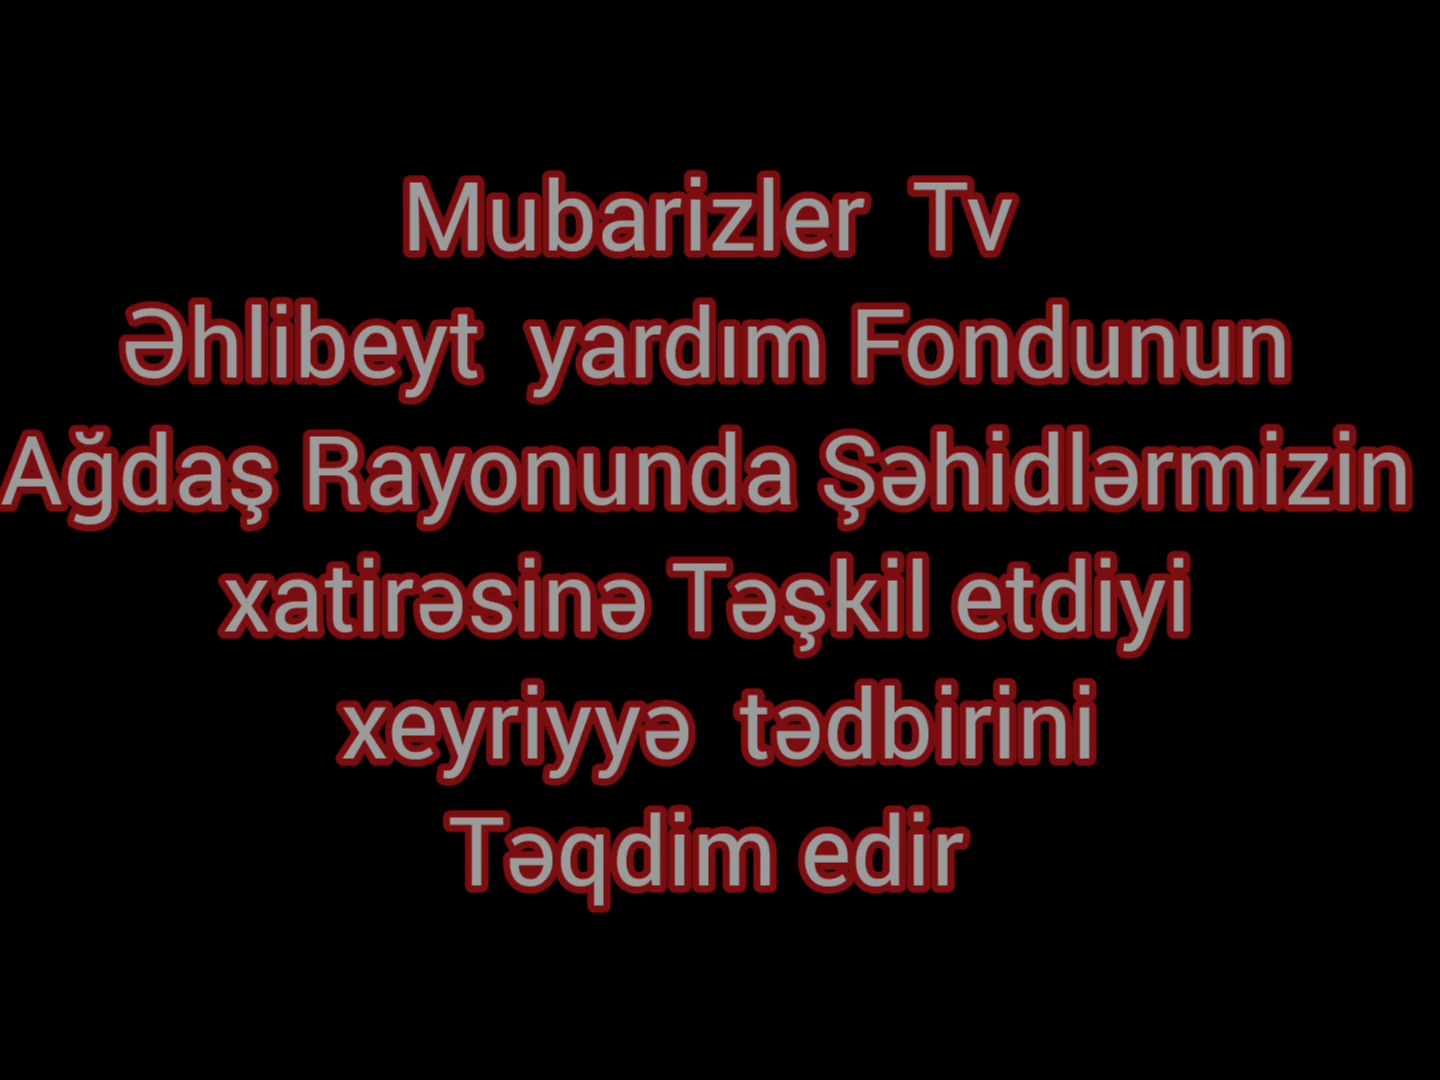 Mubarizler Tv
Əhlibeyt yardım Fondunun
Ağdaş Rayonunda Şəhidlərmizin
xatirəsinə Təşkil etdiyi
xeyriyyə tədbirini
Təqdim edir